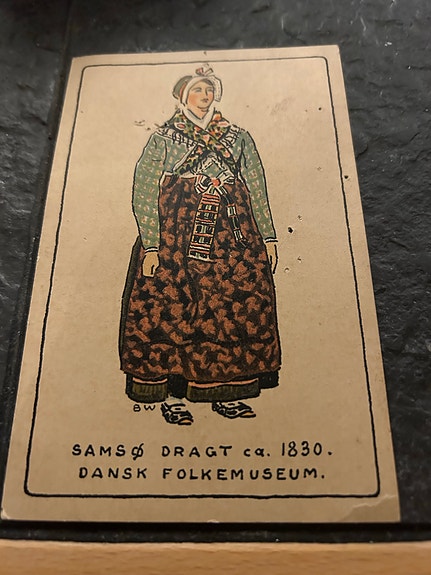 BW
SAMSØ DRAGT ca. 1830.
DANSK FOLKEMUSEUM.